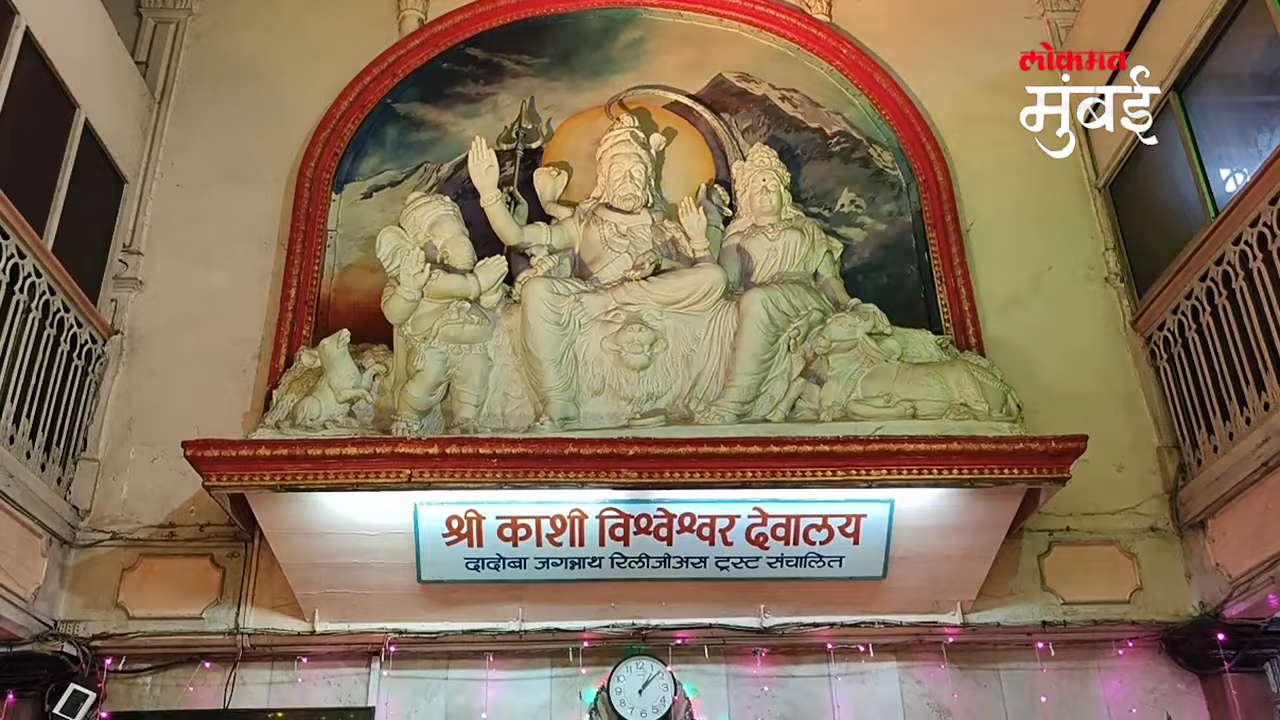 लोकमत
मुंबई
श्री काशी विश्वेश्वर देवालय
दादोबा जगन्नाथ रिलीजीअस ट्रस्ट संचालित